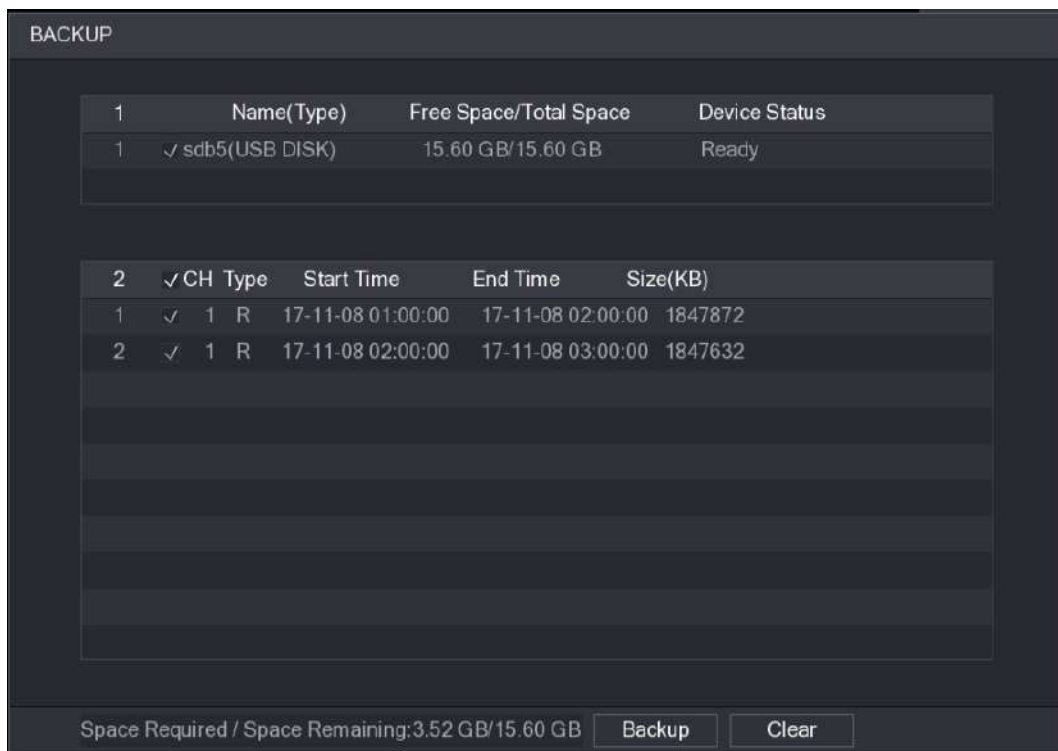 BACKUP
1 Name(Type) Free Space/Total Space Device Status
1 sdb5(USB DISK) 15.60 GB/15.60 GB Ready
2 CH Type Start Time End Time Size(KB)
1 1 R 17-11-08 01:00:00 17-11-08 02:00:00 1847872
2 1 R 17-11-08 02:00:00 17-11-08 03:00:00 1847632
Space Required / Space Remaining:3.52 GB/15.60 GB Backup Clear